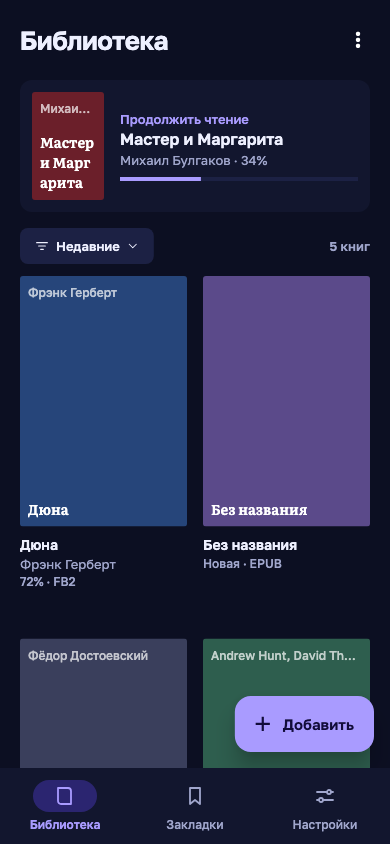 Библиотека
Михаи...
Мастер
и Марг
арита
Продолжить чтение
Мастер и Маргарита
Михаил Булгаков · 34%
Недавние
5 книг
Фрэнк Герберт
Дюна
Без названия
Дюна
Фрэнк Герберт
72% · FB2
Без названия
Новая · EPUB
Фёдор Достоевский
Andrew Hunt, David Th...
+ Добавить
Библиотека
Закладки
Настройки